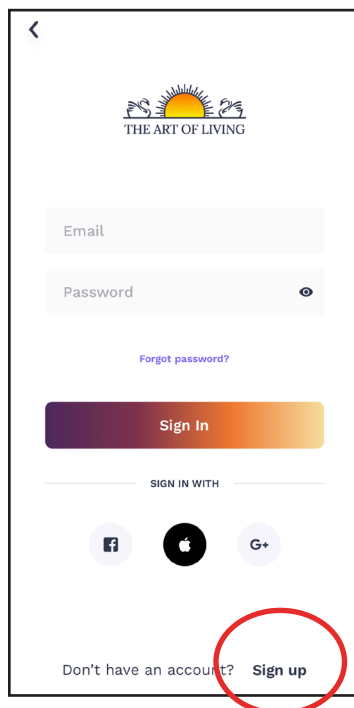 THE ART OF LIVING
Email
Password
Forgot password?
Sign In
SIGN IN WITH
G+
Don't have an account? Sign up